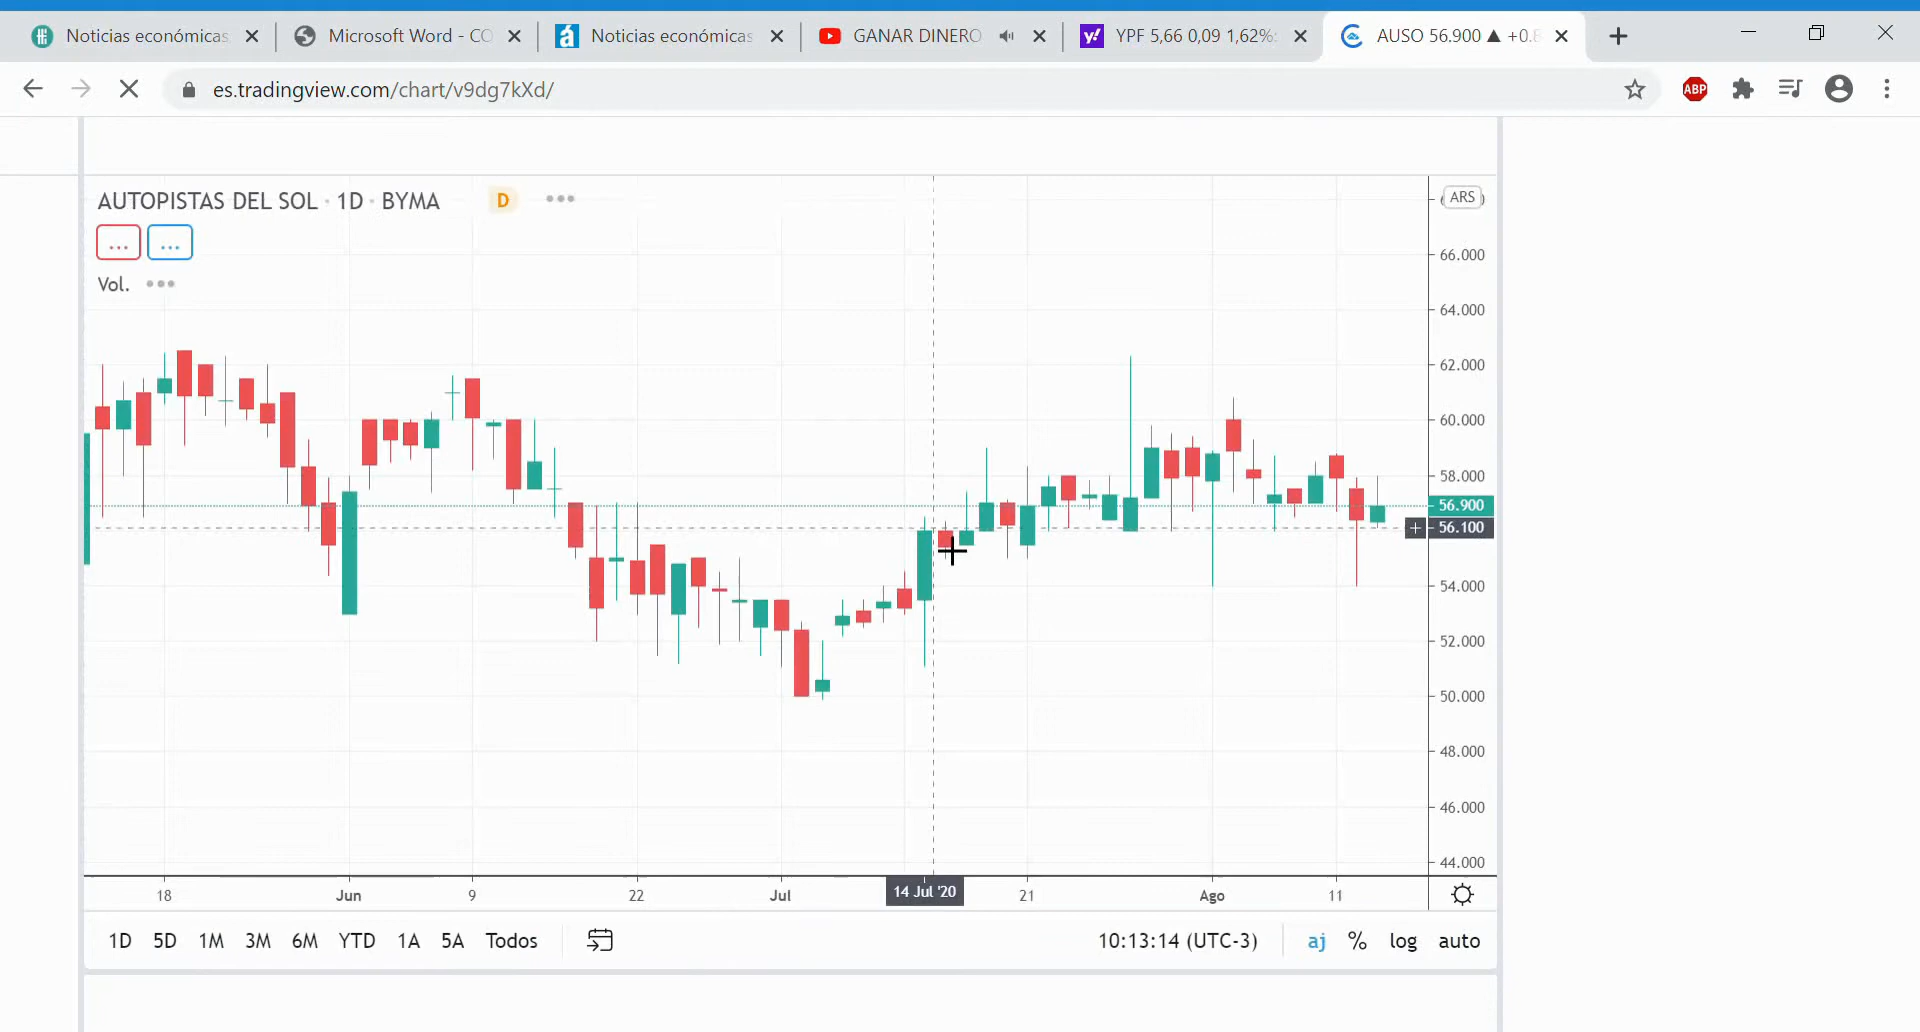 Noticias económicas
Microsoft Word - CO
á Noticias económicas
GANAR DINERO
y! YPF 5,66 0,09 1,62%
AUSO 56.900 ▲ +0.8
es.tradingview.com/chart/v9dg7kXd/
ABP
AUTOPISTAS DEL SOL · 1D · BYMA
D
...
...
Vol.
ARS
66.000
64.000
62.000
60.000
58.000
56.900
+ 56.100
54.000
52.000
50.000
48.000
46.000
44.000
18
Jun
9
22
Jul
14 Jul '20
21
Ago
11
1D 5D 1M 3M 6M YTD 1A 5A Todos
10:13:14 (UTC-3)
aj % log auto